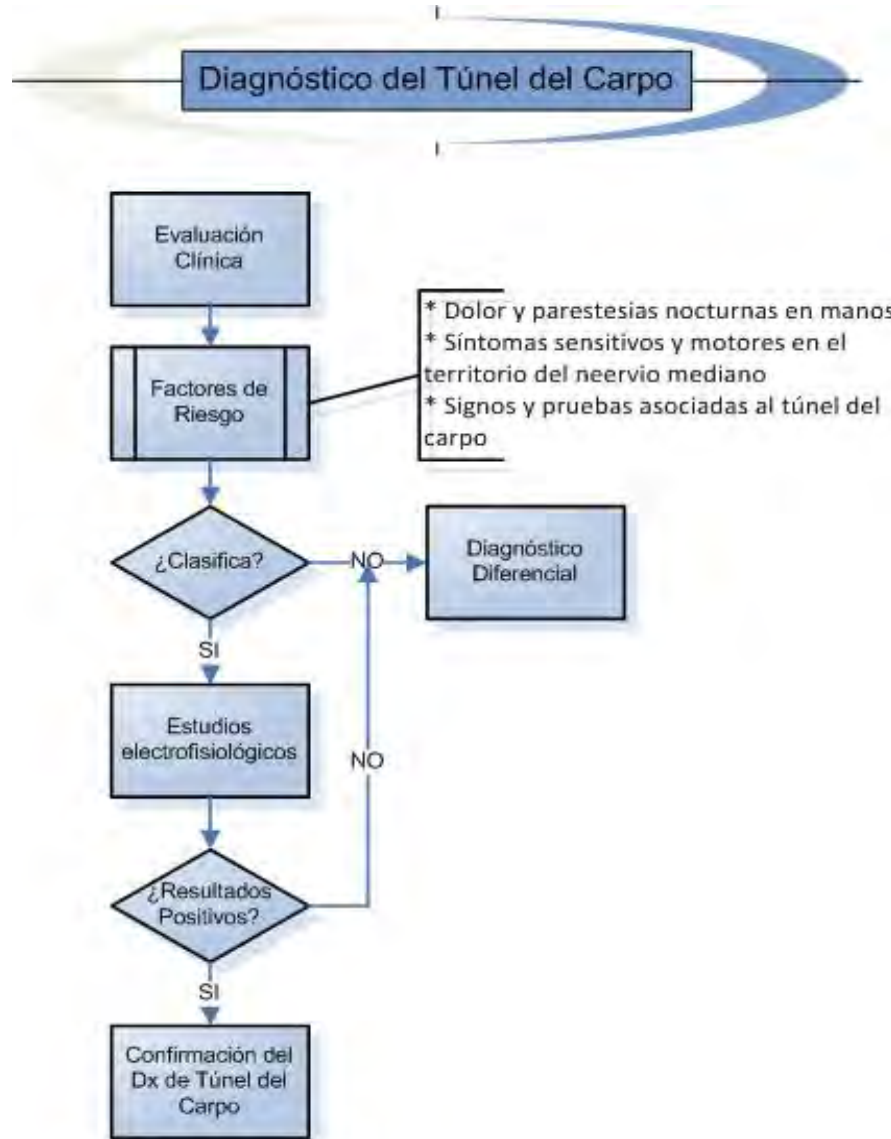 Diagnóstico del Túnel del Carpo
Evaluación
Clínica
* Dolor y parestesias nocturnas en manos
* Síntomas sensitivos y motores en el
territorio del neervio mediano
* Signos y pruebas asociadas al túnel del
carpo
Factores de
Riesgo
¿Clasifica?
NO
Diagnóstico
Diferencial
SI
Estudios
electrofisiológicos
NO
¿Resultados
Positivos?
SI
Confirmación del
Dx de Túnel del
Carpo